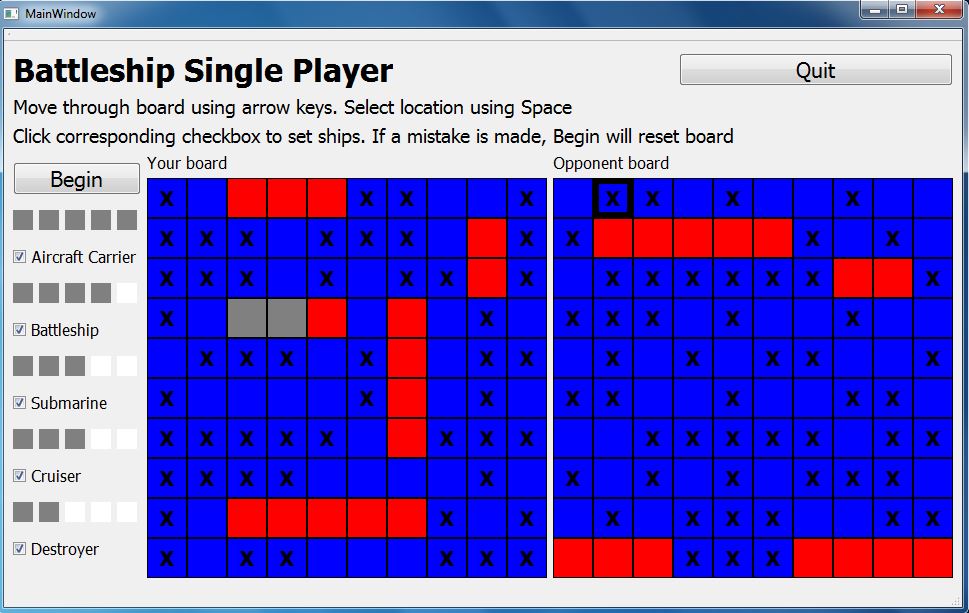 MainWindow
Battleship Single Player
Quit
Move through board using arrow keys. Select location using Space
Click corresponding checkbox to set ships. If a mistake is made, Begin will reset board
Begin
Aircraft Carrier
Battleship
Submarine
Cruiser
Destroyer
Your board
X X X X
X X X X X X X
X X X X X X X
X X
X X X X X X
X X X
X X X X X X X X
X X X X X
X X X
X X X X X X
Opponent board
X X X X
X X X
X X X X X X X
X X X X X
X X X X X
X X X X X
X X X X X X X
X X X X X X
X X X X X X
X X X